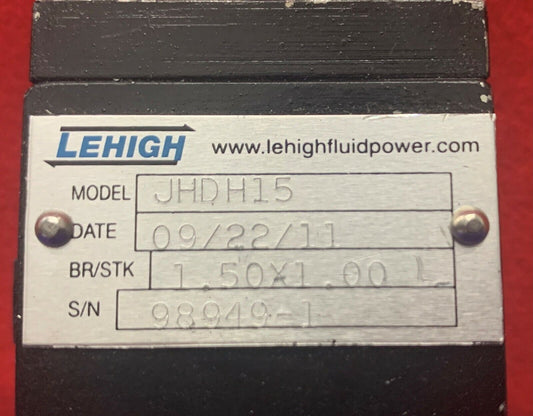 LEHIGH www.lehighfluidpower.com
MODEL JHDH15
DATE 09/22/11
BR/STK 1.50X1.00
S/N 98949-1